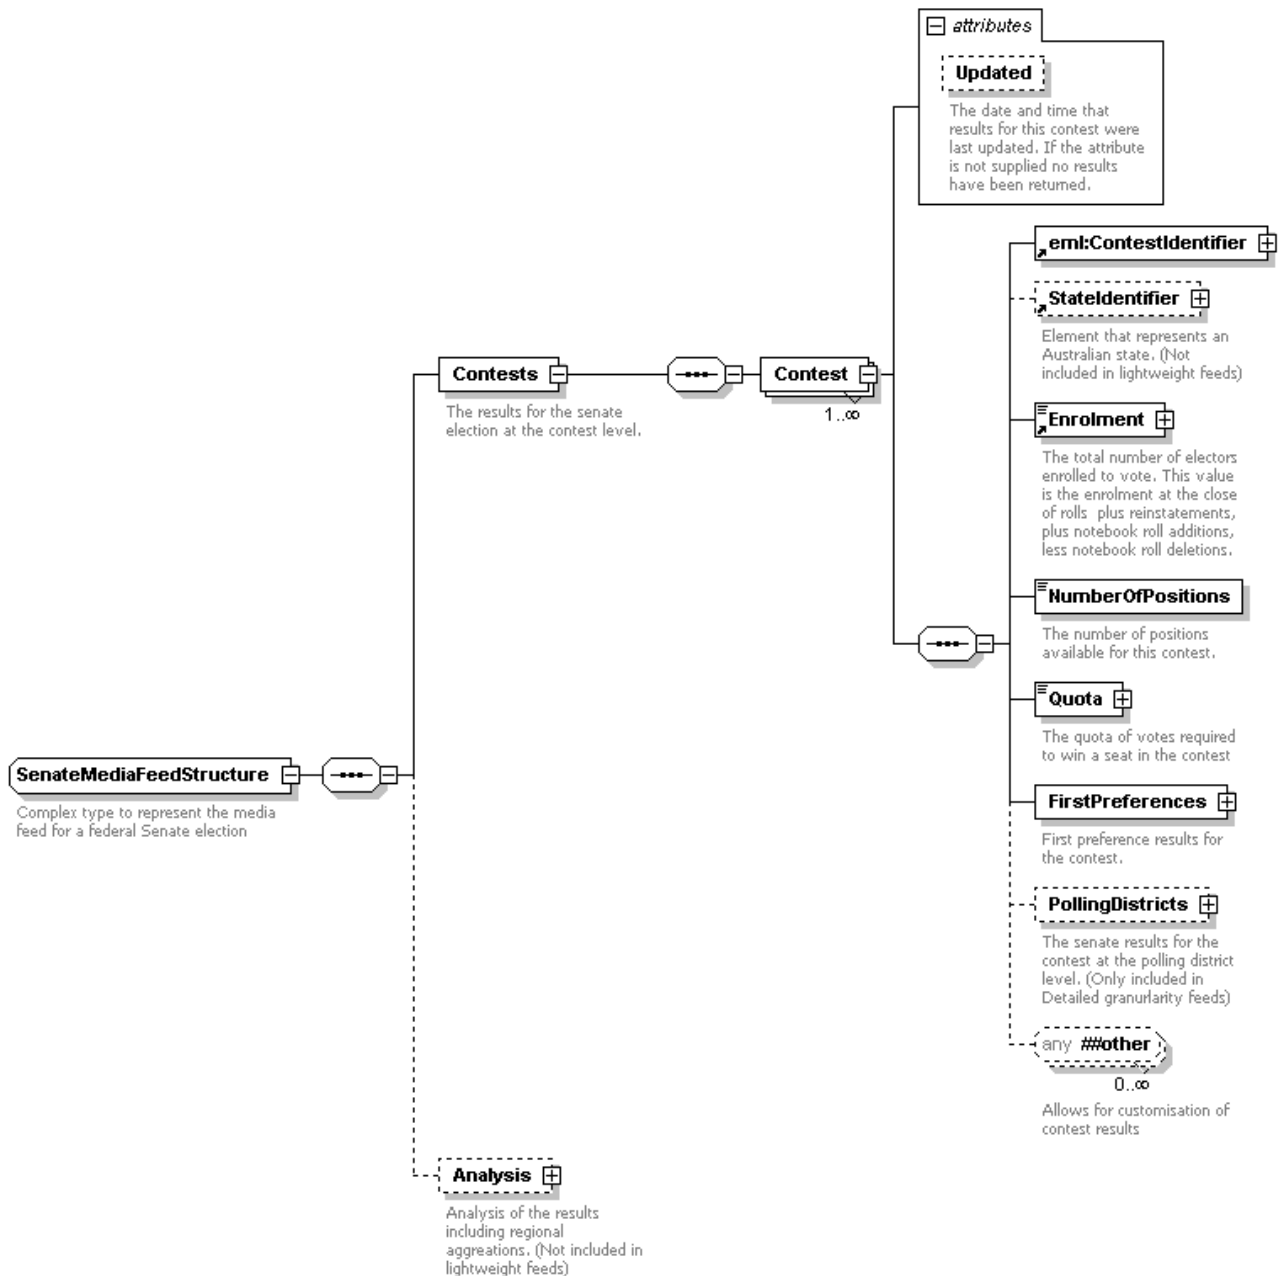 attributes
Updated
The date and time that
results for this contest were
last updated. If the attribute
is not supplied no results
have been returned.
eml:ContestIdentifier
StateIdentifier
Element that represents an
Australian state. (Not
included in lightweight feeds)
Contests
The results for the senate
election at the contest level.
Contest
1..∞
Enrolment
The total number of electors
enrolled to vote. This value
is the enrolment at the close
of rolls  plus reinstatements,
plus notebook roll additions,
less notebook roll deletions.
NumberOfPositions
The number of positions
available for this contest.
Quota
The quota of votes required
to win a seat in the contest
SenateMediaFeedStructure
Complex type to represent the media
feed for a federal Senate election
FirstPreferences
First preference results for
the contest.
PollingDistricts
The senate results for the
contest at the polling district
level. (Only included in
Detailed granurlarity feeds)
any ##other
0..∞
Allows for customisation of
contest results
Analysis
Analysis of the results
including regional
aggreations. (Not included in
lightweight feeds)